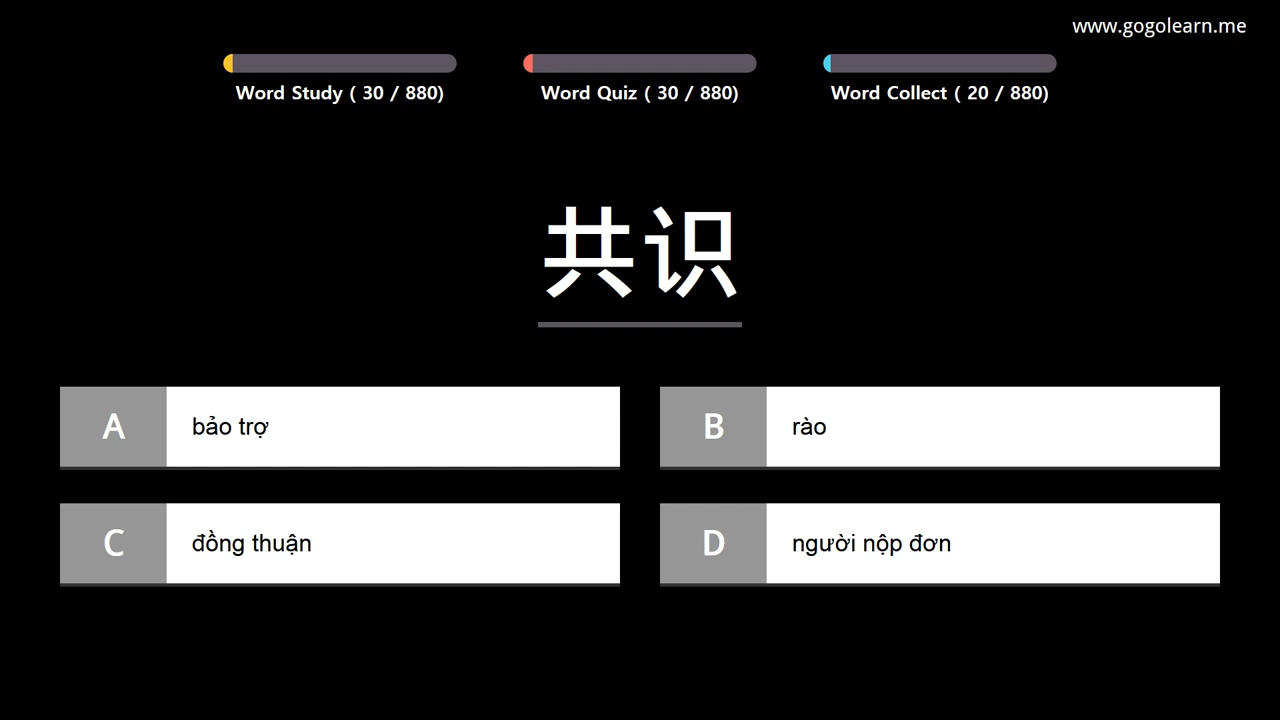 www.gogolearn.me
Word Study ( 30 / 880)
Word Quiz ( 30 / 880)
Word Collect ( 20 / 880)
共识
A bảo trợ
B rào
C đồng thuận
D người nộp đơn